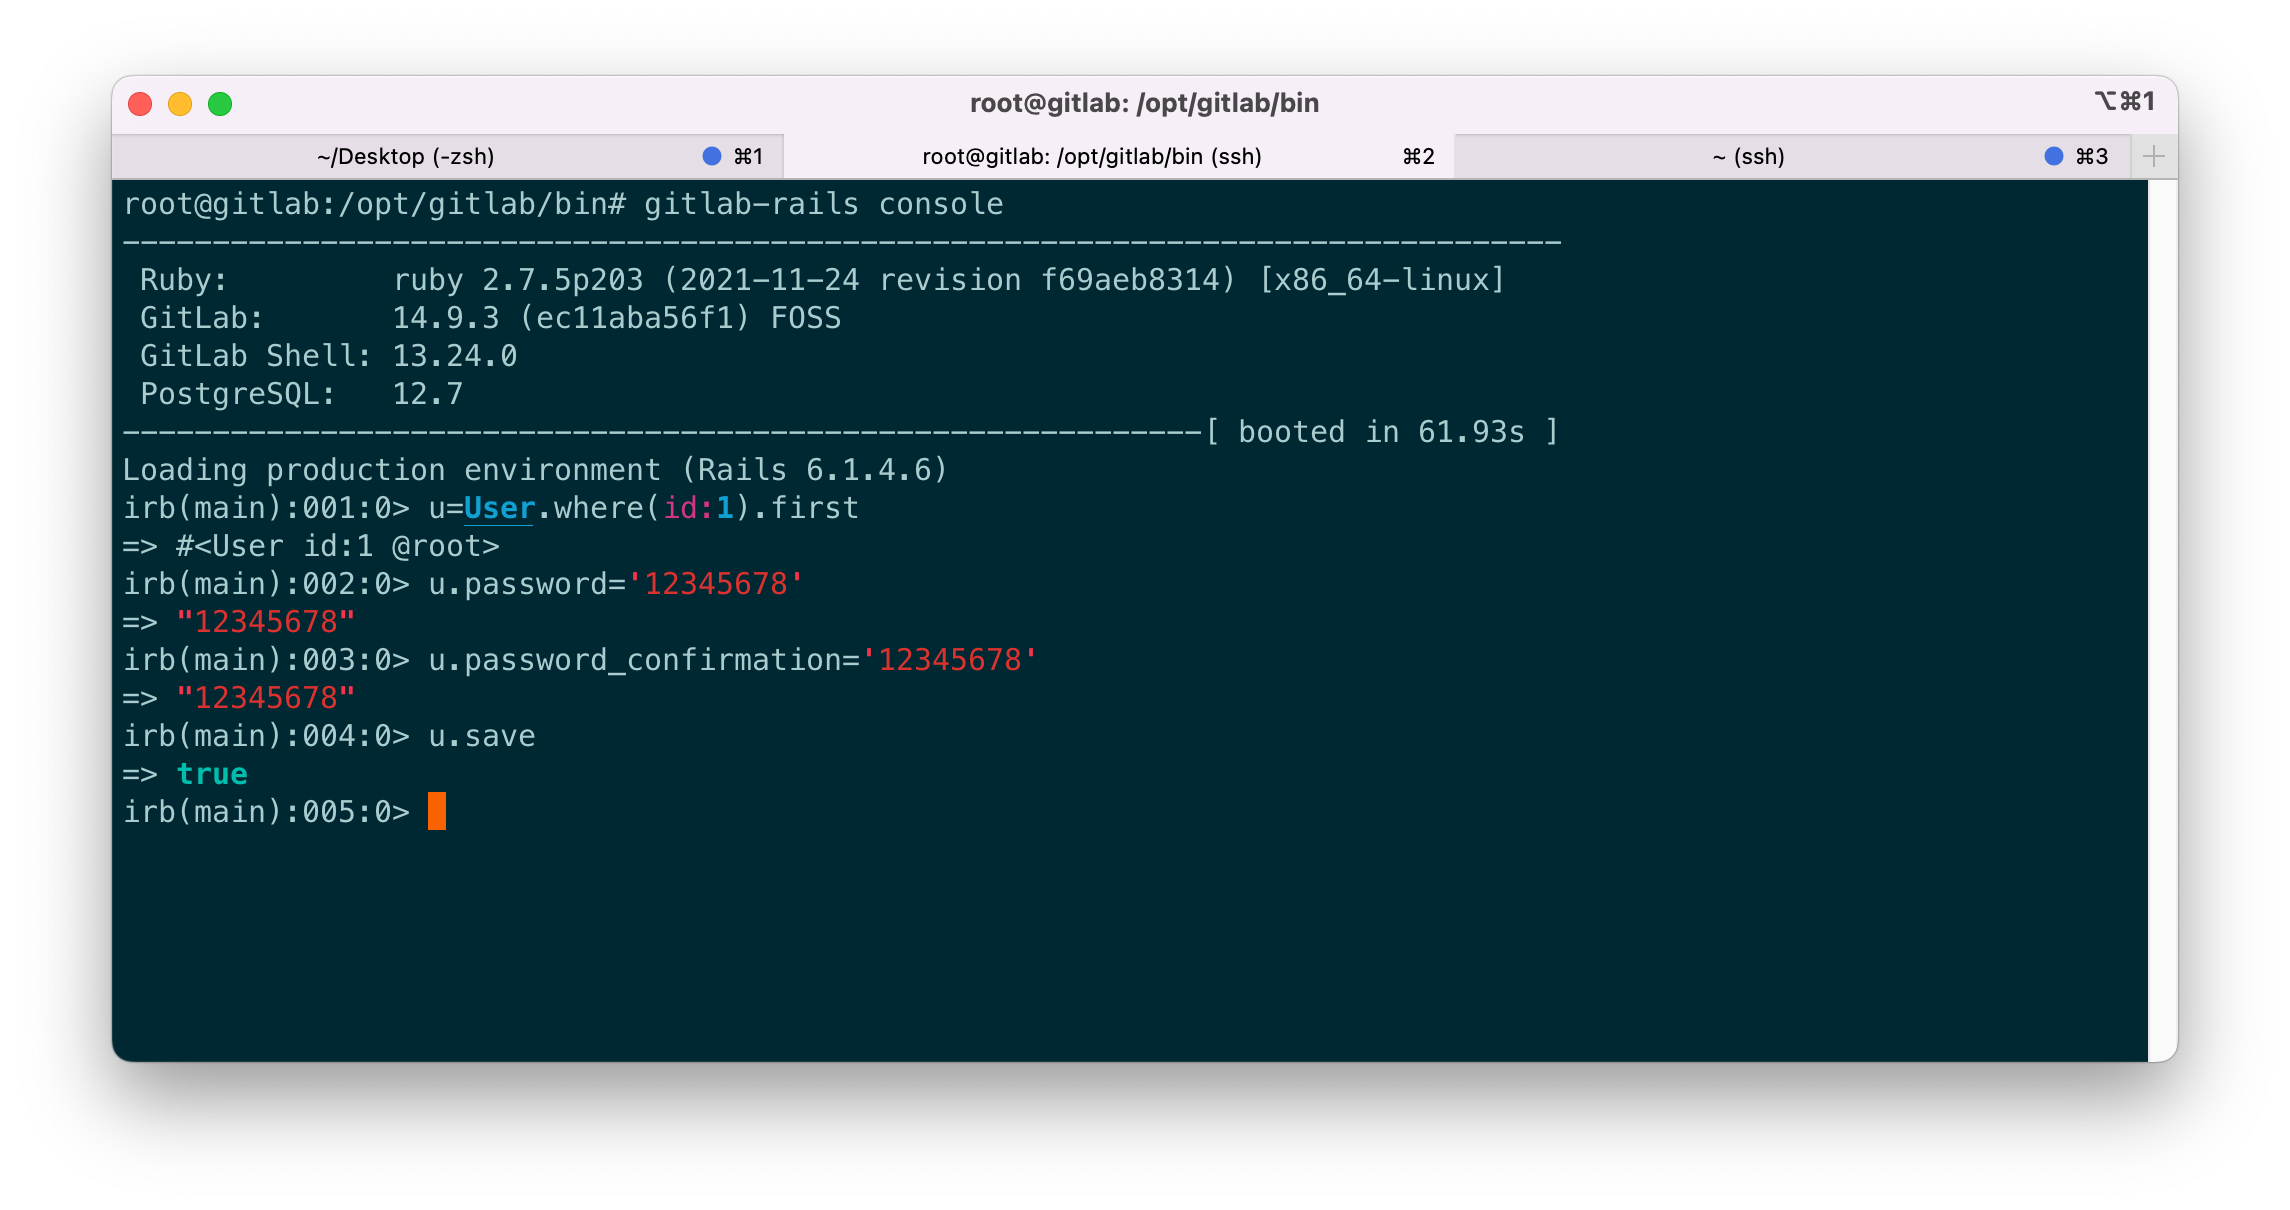 root@gitlab: /opt/gitlab/bin ⌥⌘1
~/Desktop (-zsh) ⌘1 root@gitlab: /opt/gitlab/bin (ssh) ⌘2 ~ (ssh) ⌘3 +
root@gitlab:/opt/gitlab/bin# gitlab-rails console
--------------------------------------------------------------------------------
 Ruby:         ruby 2.7.5p203 (2021-11-24 revision f69aeb8314) [x86_64-linux]
 GitLab:       14.9.3 (ec11aba56f1) FOSS
 GitLab Shell: 13.24.0
 PostgreSQL:   12.7
------------------------------------------------------------[ booted in 61.93s ]
Loading production environment (Rails 6.1.4.6)
irb(main):001:0> u=User.where(id:1).first
=> #<User id:1 @root>
irb(main):002:0> u.password='12345678'
=> "12345678"
irb(main):003:0> u.password_confirmation='12345678'
=> "12345678"
irb(main):004:0> u.save
=> true
irb(main):005:0>